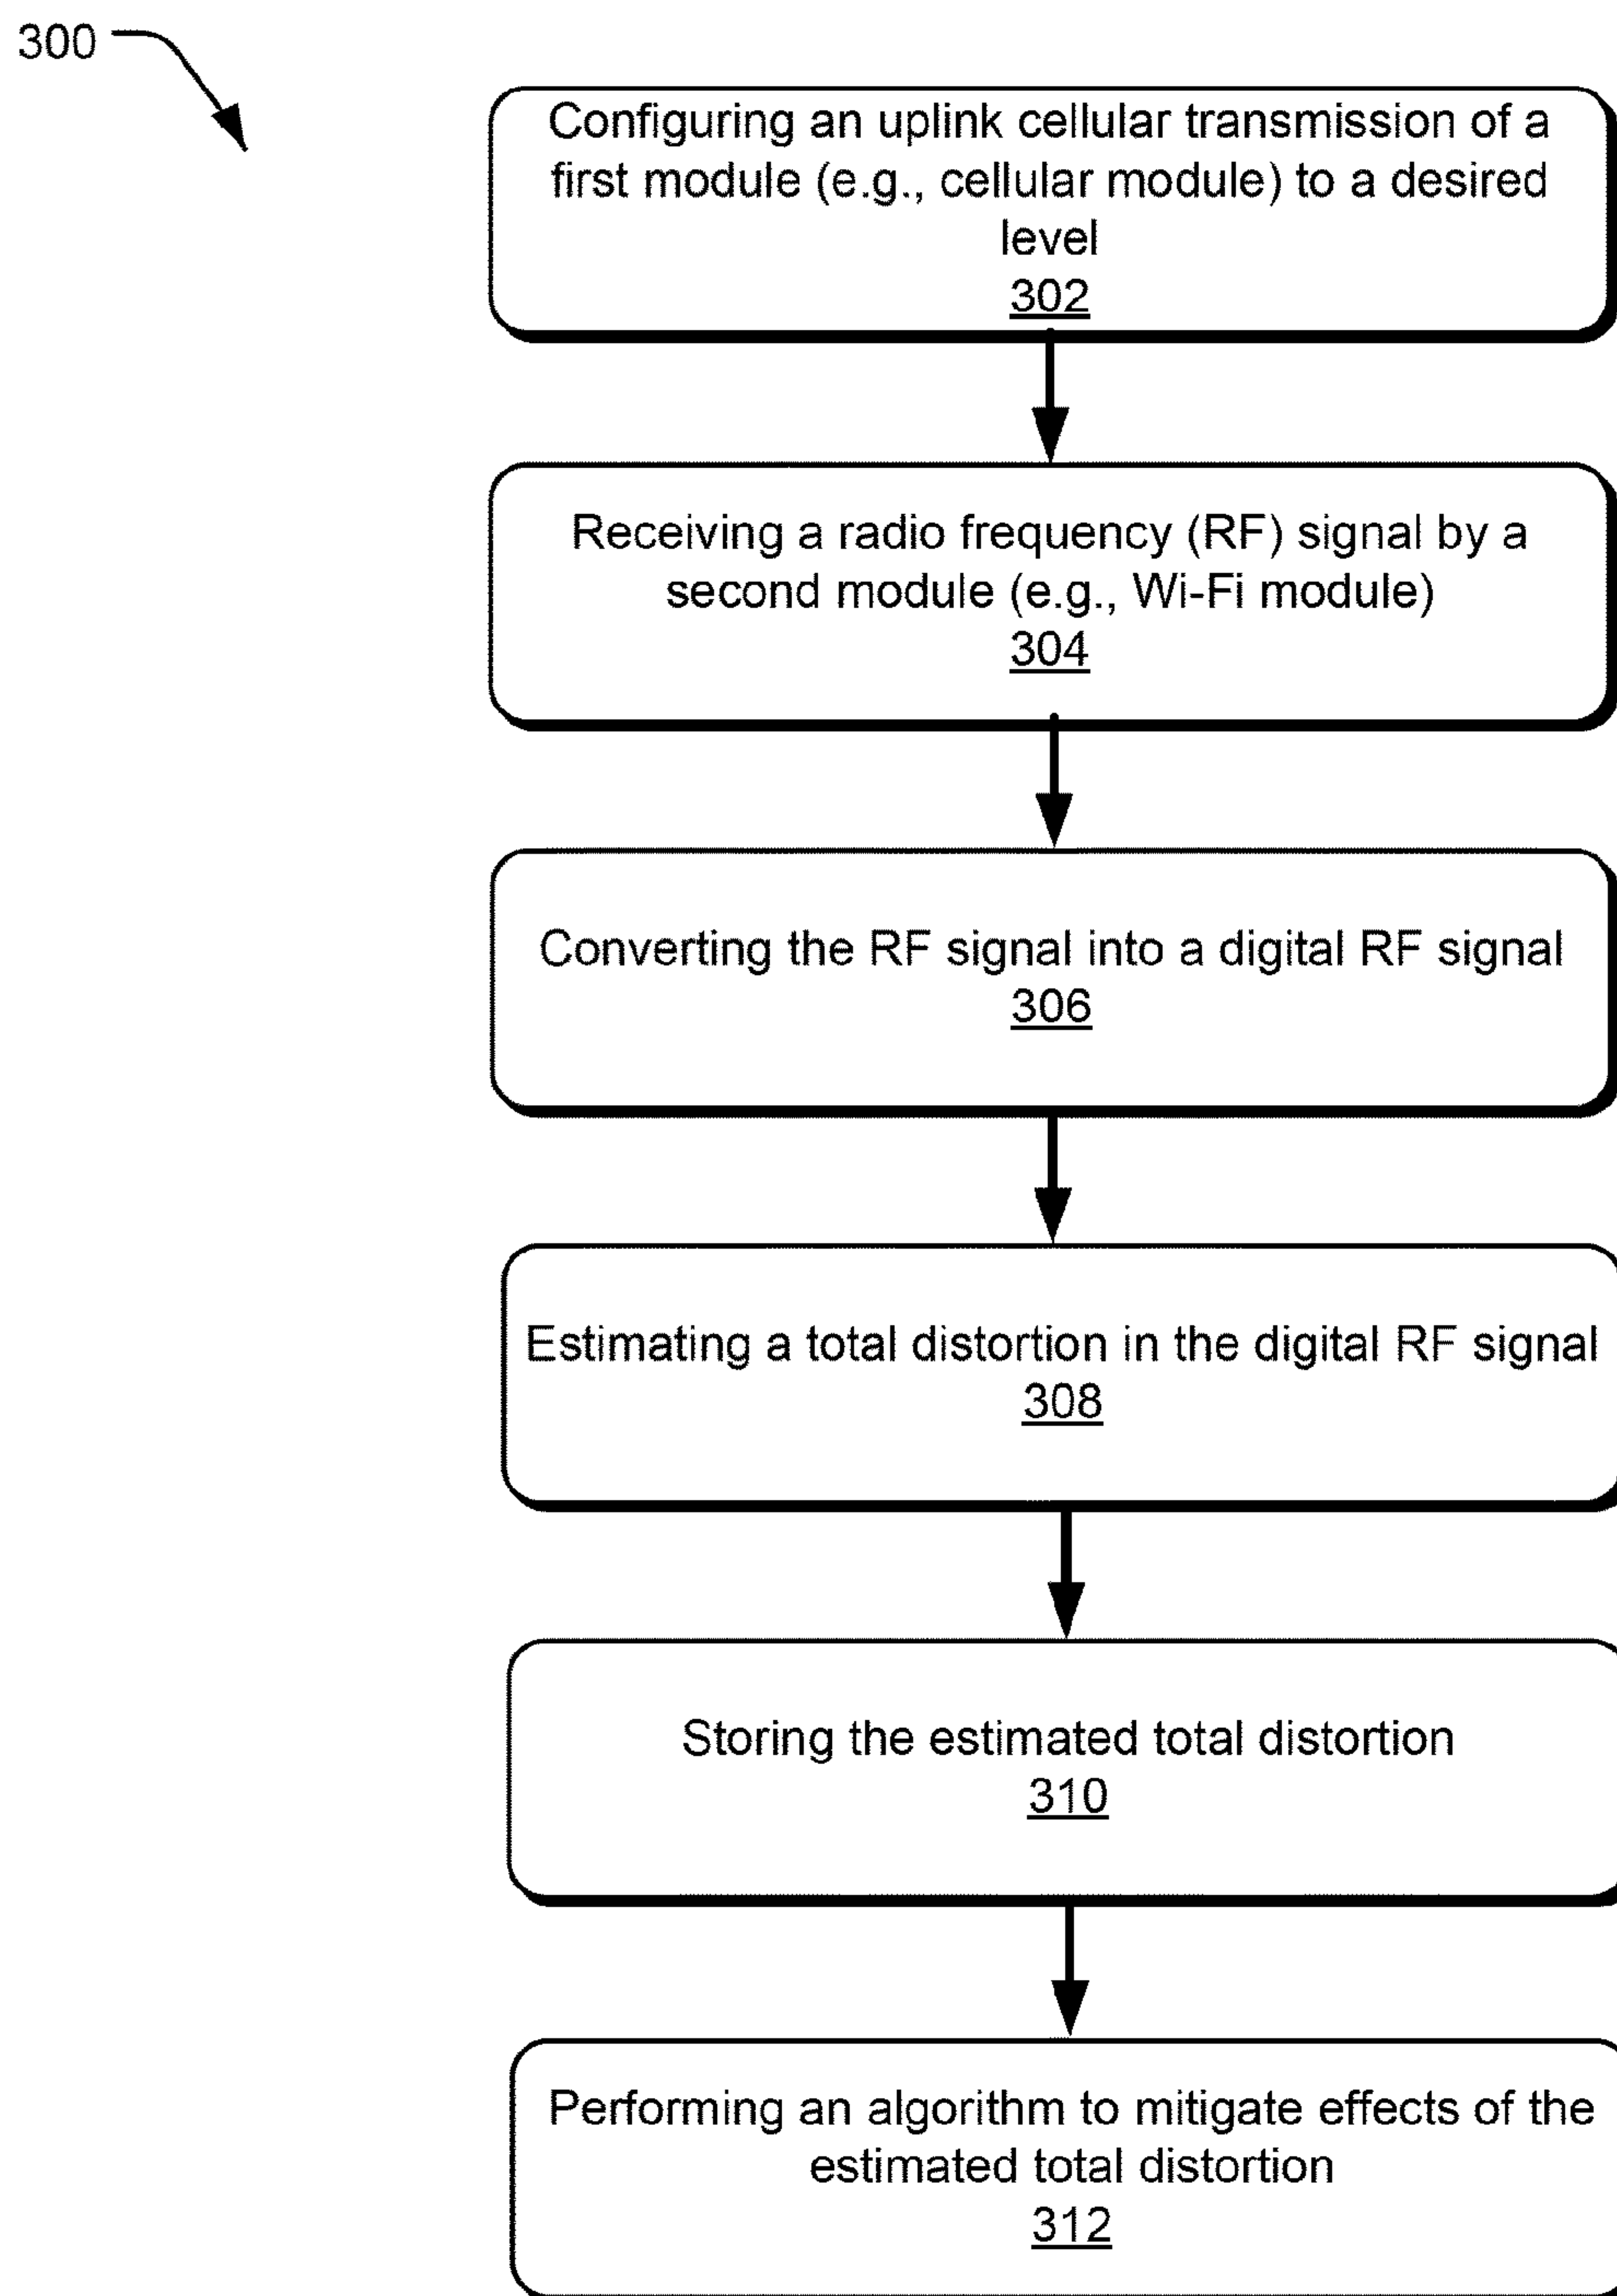 300
Configuring an uplink cellular transmission of a
first module (e.g., cellular module) to a desired
level
302
Receiving a radio frequency (RF) signal by a
second module (e.g., Wi-Fi module)
304
Converting the RF signal into a digital RF signal
306
Estimating a total distortion in the digital RF signal
308
Storing the estimated total distortion
310
Performing an algorithm to mitigate effects of the
estimated total distortion
312